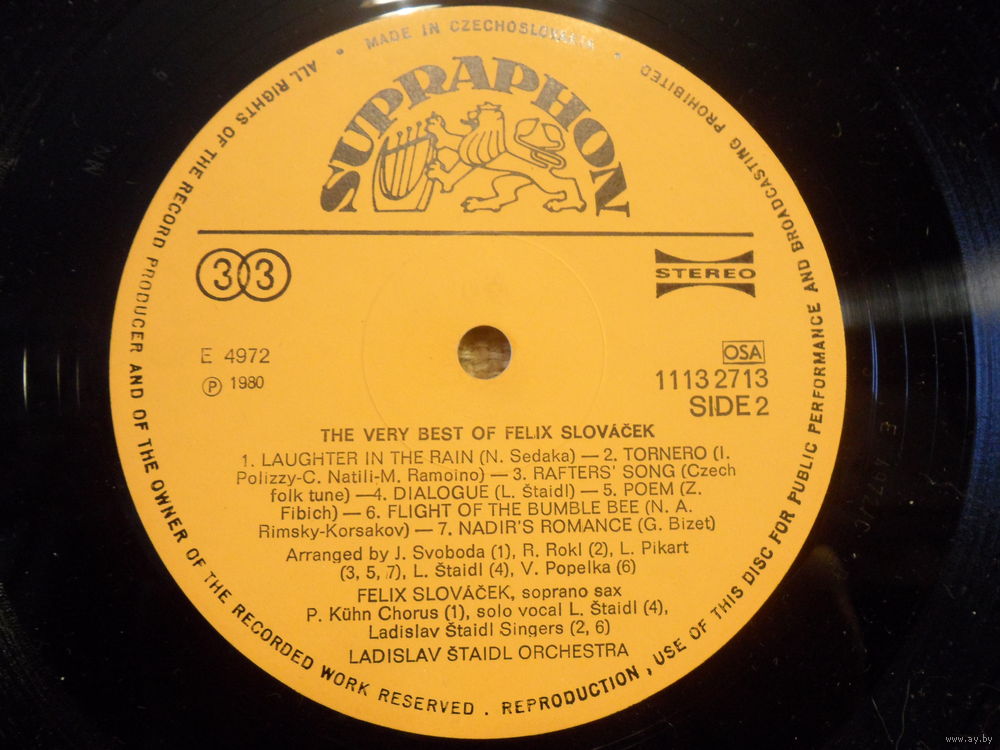 MADE IN CZECHOSLOVAKIA
ALL RIGHTS OF THE RECORD PRODUCER AND OF THE OWNER OF THE RECORDED WORK RESERVED . REPRODUCTION, USE OF THIS DISC FOR PUBLIC PERFORMANCE AND BROADCASTING PROHIBITED
SUPRAPHON
33
STEREO
E 4972
Ⓟ 1980
OSA
1113 2713
SIDE 2
THE VERY BEST OF FELIX SLOVÁČEK
1. LAUGHTER IN THE RAIN (N. Sedaka) — 2. TORNERO (I.
Polizzy-C. Natili-M. Ramoino) — 3. RAFTERS' SONG (Czech
folk tune) — 4. DIALOGUE (L. Štaidl) — 5. POEM (Z.
Fibich) — 6. FLIGHT OF THE BUMBLE BEE (N. A.
Rimsky-Korsakov) — 7. NADIR'S ROMANCE (G. Bizet)
Arranged by J. Svoboda (1), R. Rokl (2), L. Pikart
(3, 5, 7), L. Štaidl (4), V. Popelka (6)
FELIX SLOVÁČEK, soprano sax
P. Kühn Chorus (1), solo vocal L. Štaidl (4),
Ladislav Štaidl Singers (2, 6)
LADISLAV ŠTAIDL ORCHESTRA
www.ay.by